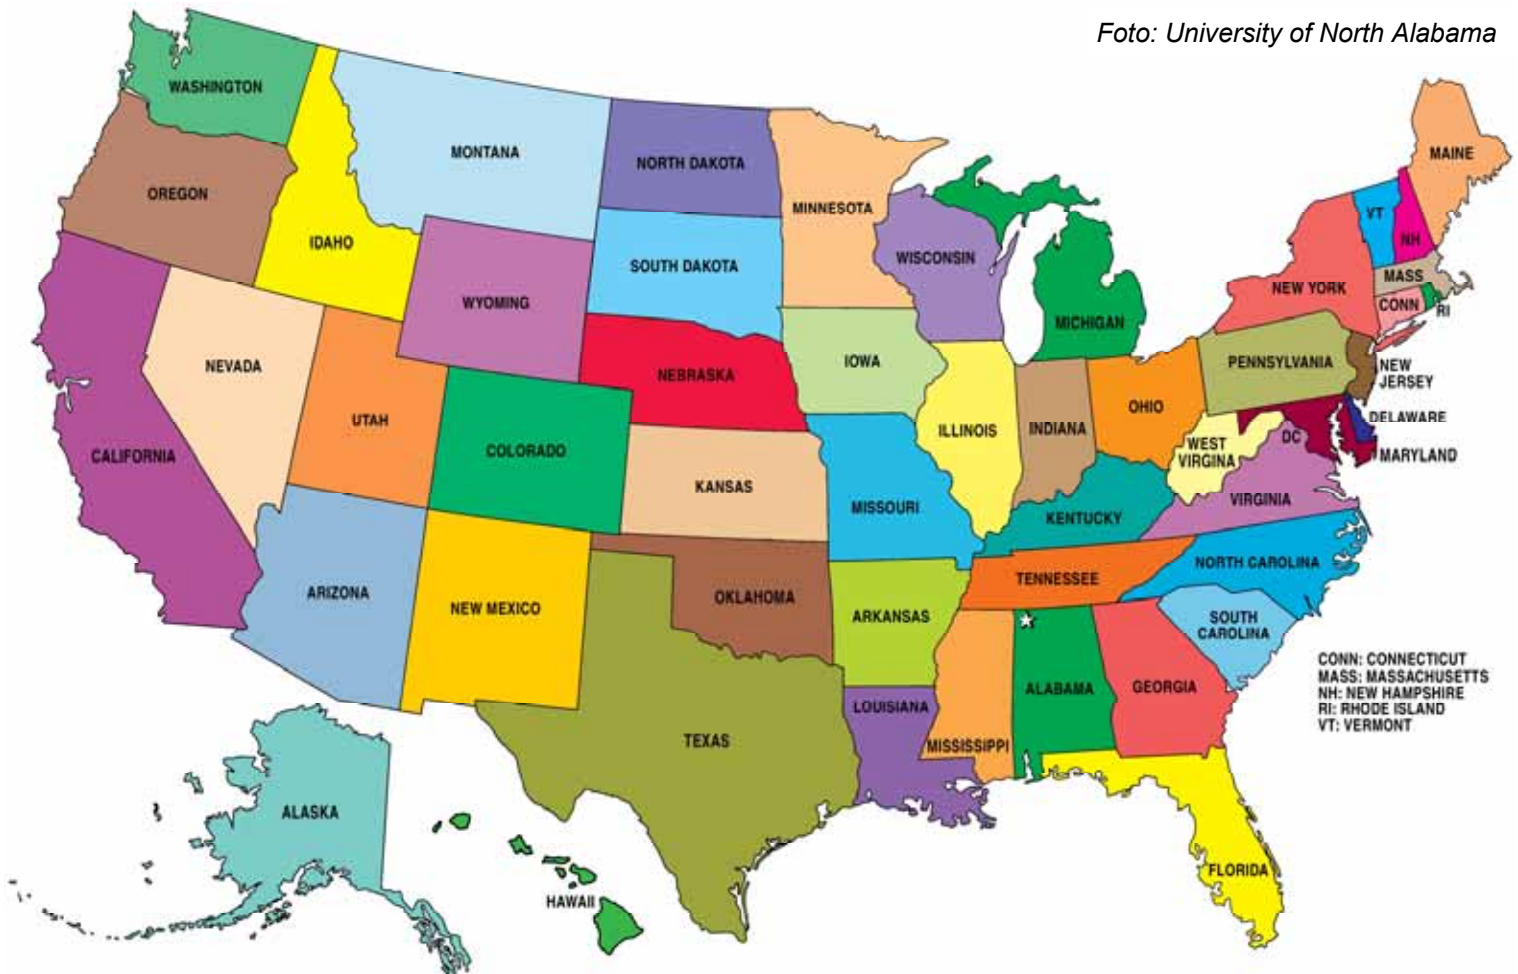 Foto: University of North Alabama
WASHINGTON
OREGON
IDAHO
MONTANA
NORTH DAKOTA
MINNESOTA
SOUTH DAKOTA
WYOMING
WISCONSIN
MICHIGAN
MAINE
VT
NH
NEW YORK
MASS
CONN
RI
CALIFORNIA
NEVADA
UTAH
COLORADO
NEBRASKA
IOWA
ILLINOIS
INDIANA
OHIO
PENNSYLVANIA
NEW
JERSEY
DELAWARE
MARYLAND
DC
WEST
VIRGINA
VIRGINIA
KANSAS
MISSOURI
KENTUCKY
ARIZONA
NEW MEXICO
OKLAHOMA
ARKANSAS
TENNESSEE
NORTH CAROLINA
SOUTH
CAROLINA
TEXAS
LOUISIANA
MISSISSIPPI
ALABAMA
GEORGIA
FLORIDA
ALASKA
HAWAII
CONN: CONNECTICUT
MASS: MASSACHUSETTS
NH: NEW HAMPSHIRE
RI: RHODE ISLAND
VT: VERMONT